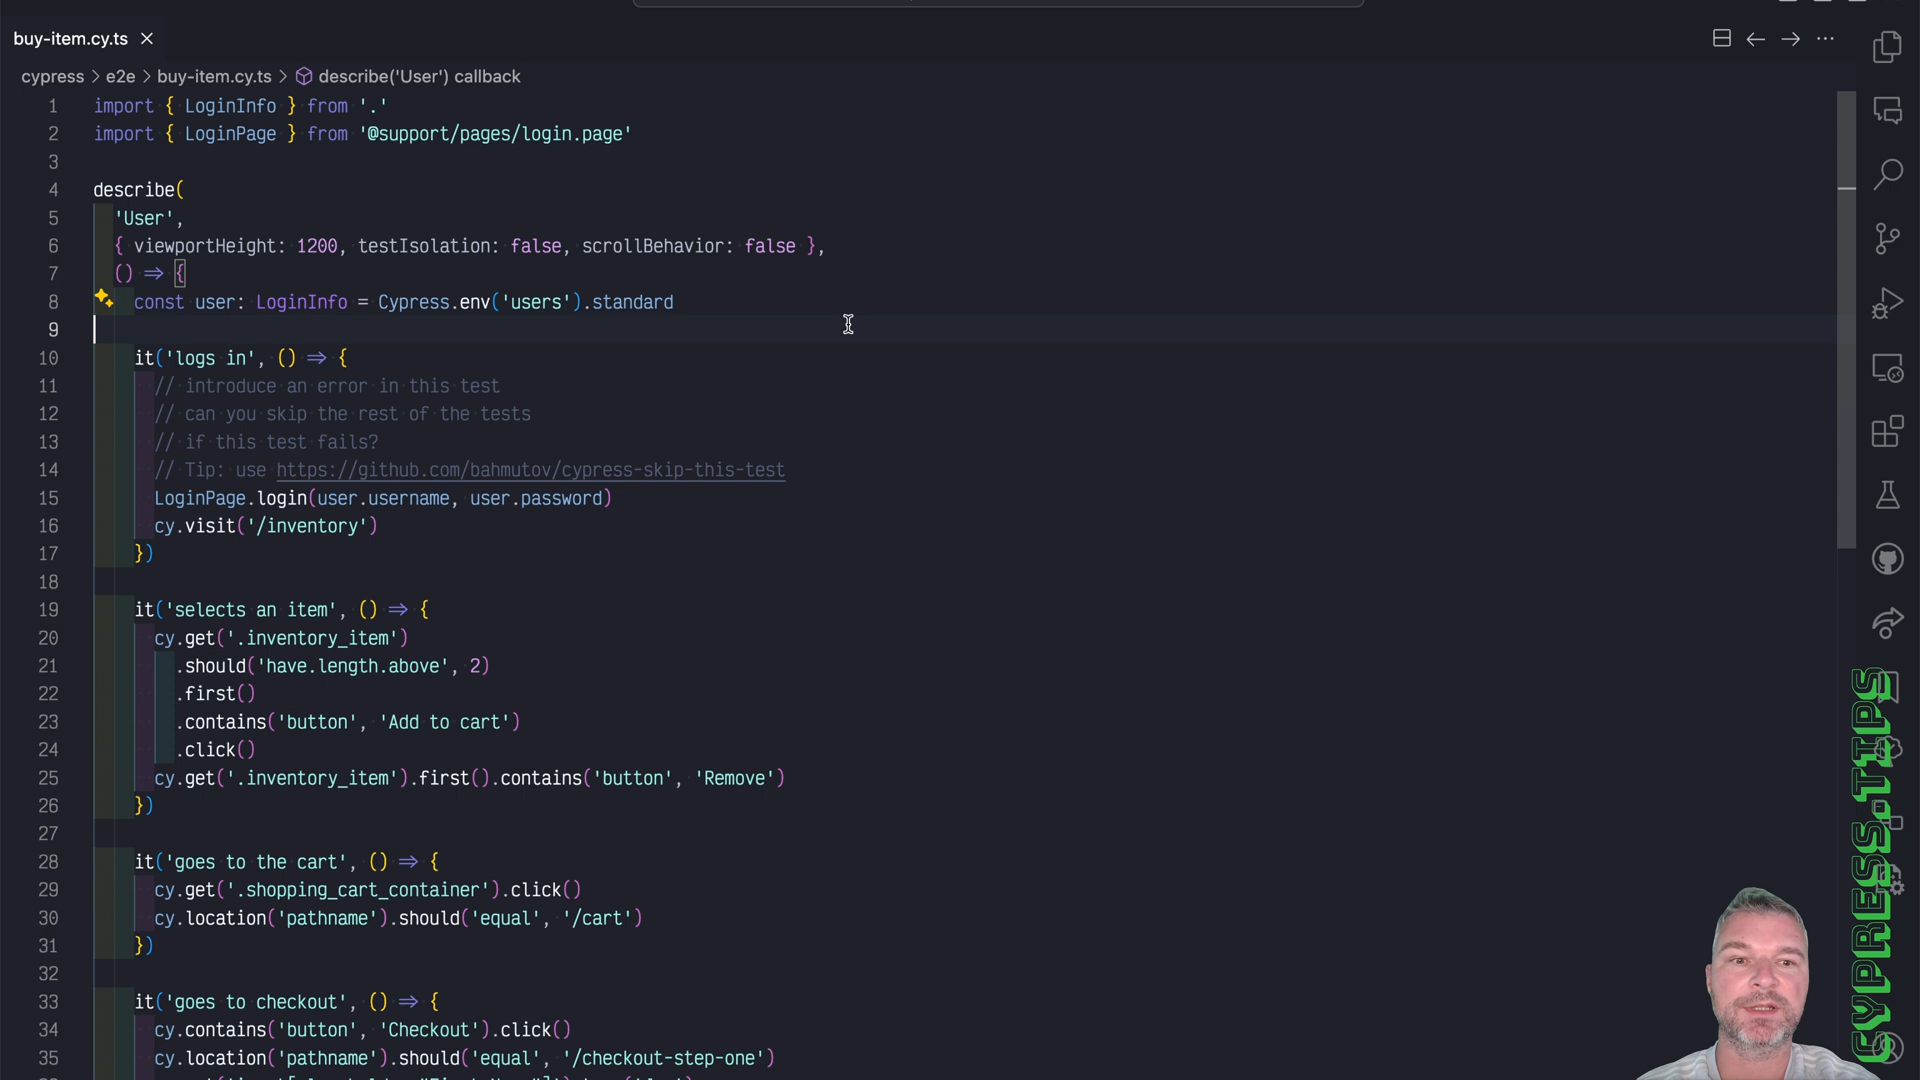 buy-item.cy.ts
cypress > e2e > buy-item.cy.ts > describe('User') callback
1 import { LoginInfo } from '.'
2 import { LoginPage } from '@support/pages/login.page'
3
4 describe(
5 'User',
6 { viewportHeight: 1200, testIsolation: false, scrollBehavior: false },
7 () => {
8 const user: LoginInfo = Cypress.env('users').standard
9
10 it('logs in', () => {
11 // introduce an error in this test
12 // can you skip the rest of the tests
13 // if this test fails?
14 // Tip: use https://github.com/bahmutov/cypress-skip-this-test
15 LoginPage.login(user.username, user.password)
16 cy.visit('/inventory')
17 })
18
19 it('selects an item', () => {
20 cy.get('.inventory_item')
21 .should('have.length.above', 2)
22 .first()
23 .contains('button', 'Add to cart')
24 .click()
25 cy.get('.inventory_item').first().contains('button', 'Remove')
26 })
27
28 it('goes to the cart', () => {
29 cy.get('.shopping_cart_container').click()
30 cy.location('pathname').should('equal', '/cart')
31 })
32
33 it('goes to checkout', () => {
34 cy.contains('button', 'Checkout').click()
35 cy.location('pathname').should('equal', '/checkout-step-one')
CYPRESS.TIPS